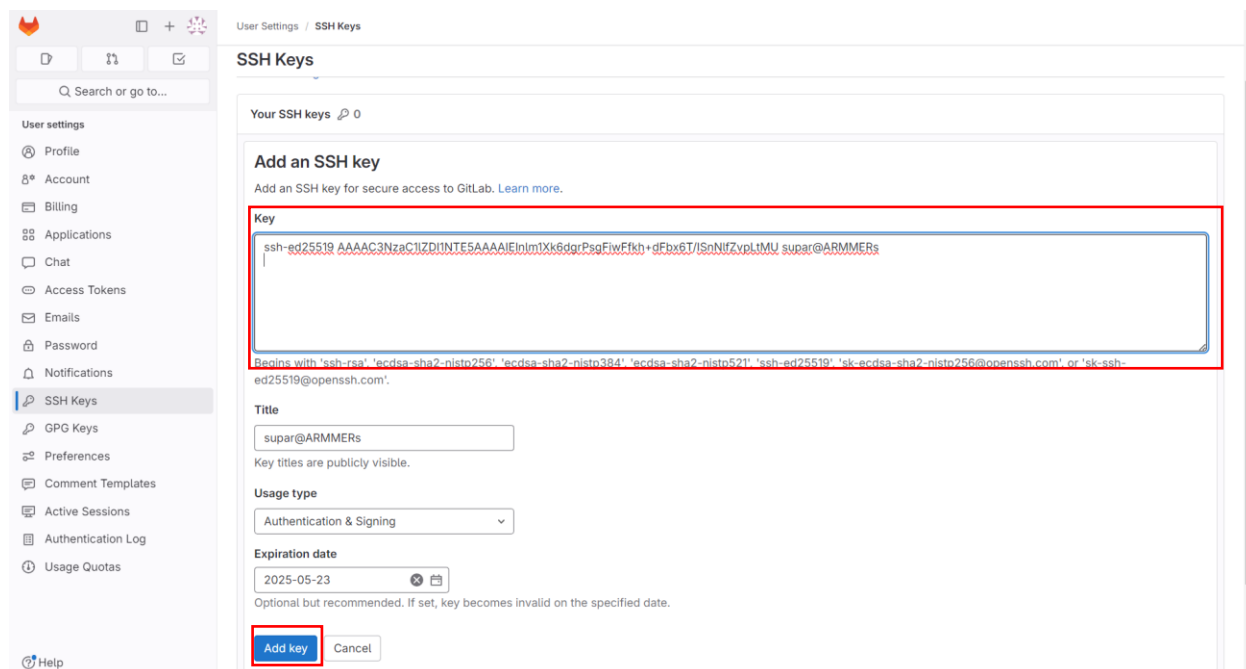 User Settings / SSH Keys
SSH Keys
Search or go to...
User settings
Profile
Account
Billing
Applications
Chat
Access Tokens
Emails
Password
Notifications
SSH Keys
GPG Keys
Preferences
Comment Templates
Active Sessions
Authentication Log
Usage Quotas
Help
Your SSH keys 0
Add an SSH key
Add an SSH key for secure access to GitLab. Learn more.
Key
ssh-ed25519 supar@ARMMERs
Begins with 'ssh-rsa', 'ecdsa-sha2-nistp256', 'ecdsa-sha2-nistp384', 'ecdsa-sha2-nistp521', 'ssh-ed25519', 'sk-ecdsa-sha2-nistp256@openssh.com', or 'sk-ssh-
ed25519@openssh.com'.
Title
supar@ARMMERs
Key titles are publicly visible.
Usage type
Authentication & Signing
Expiration date
2025-05-23
Optional but recommended. If set, key becomes invalid on the specified date.
Add key
Cancel